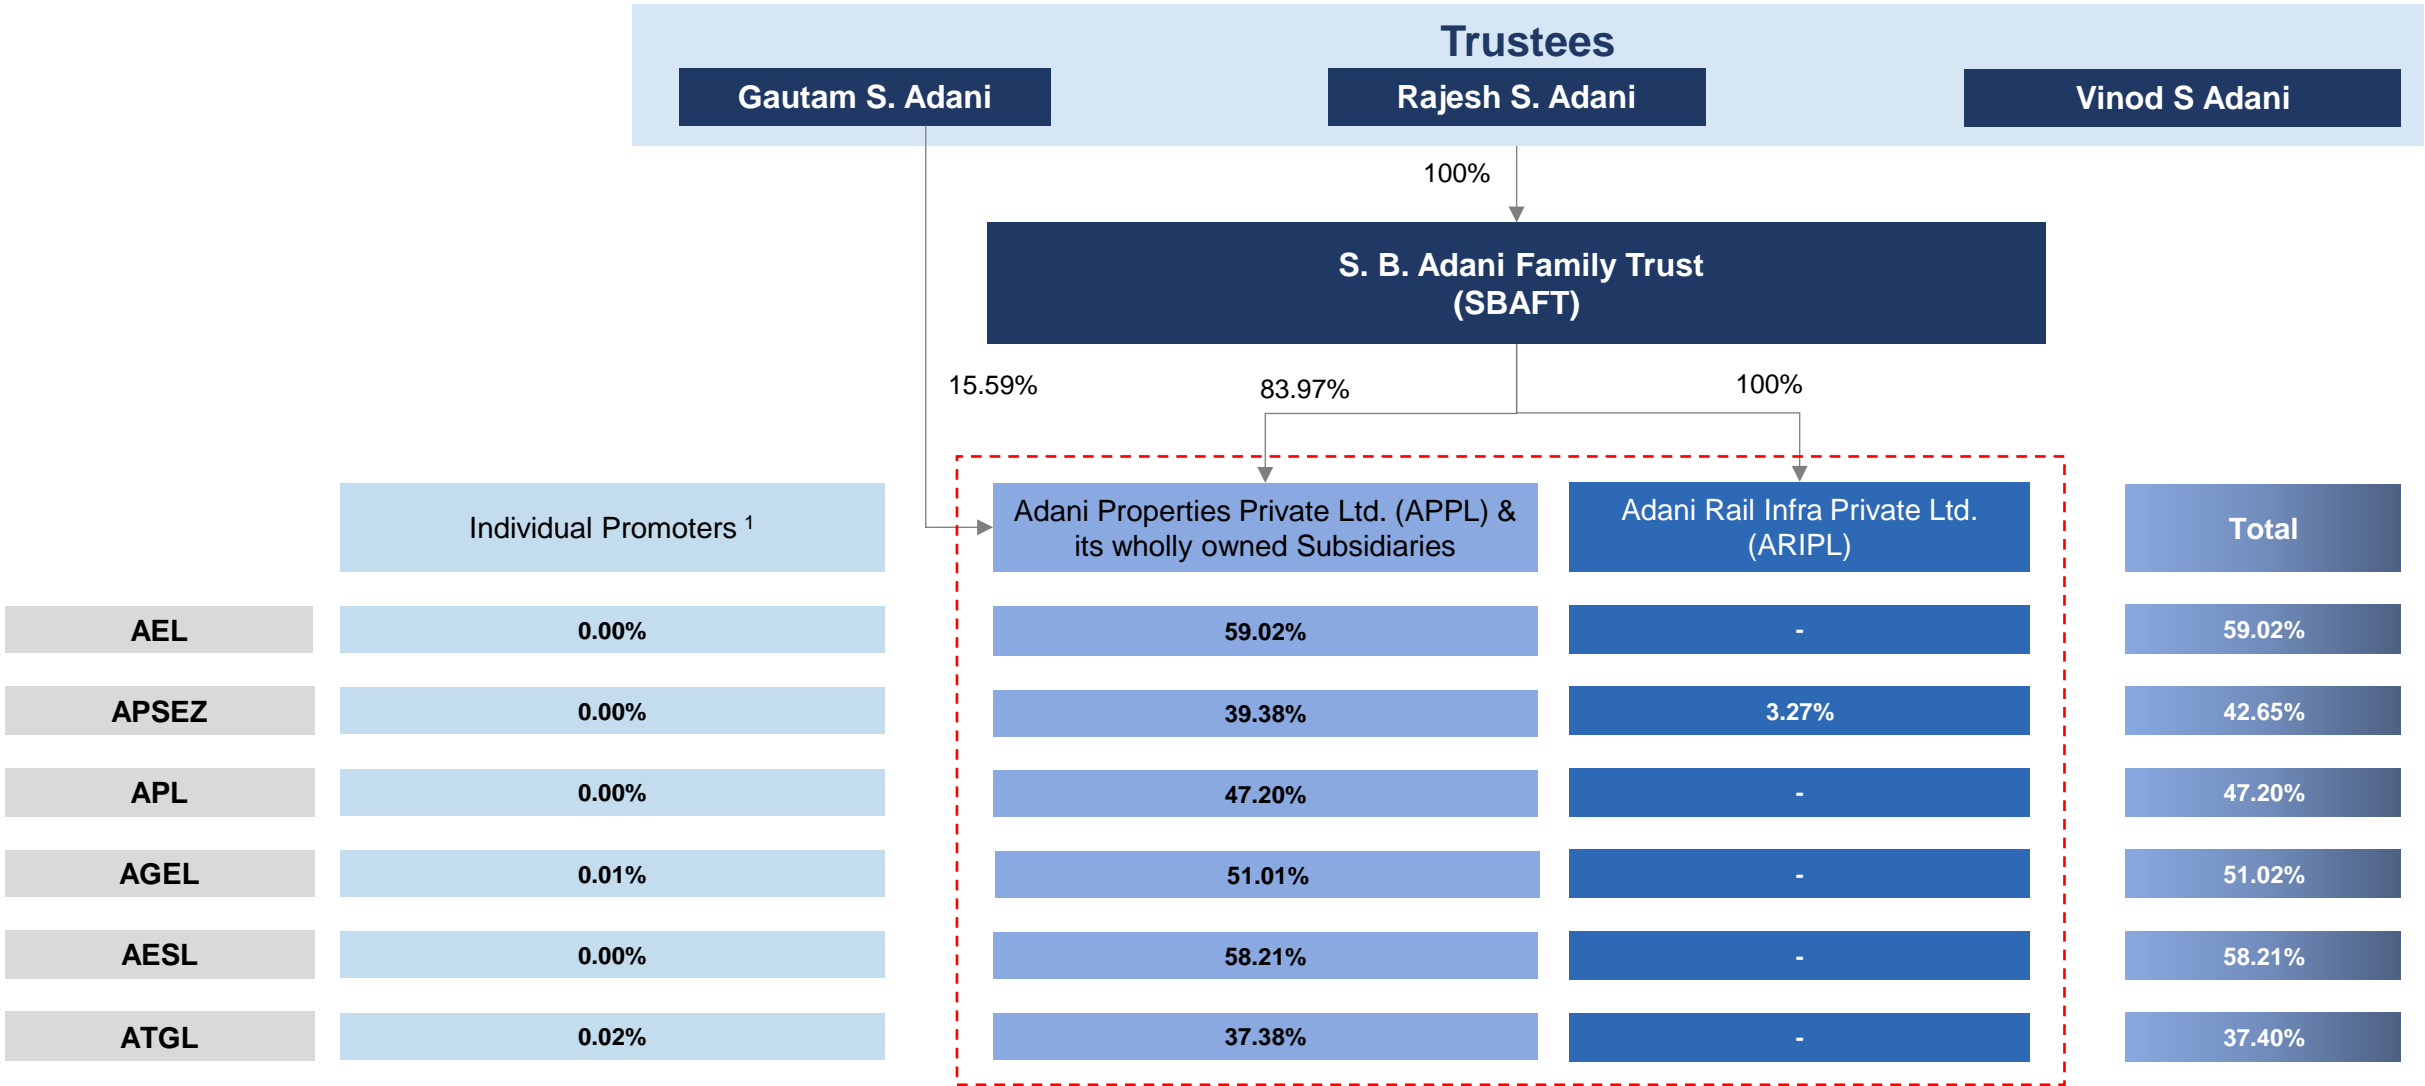 Trustees
Gautam S. Adani
Rajesh S. Adani
Vinod S Adani
100%
S. B. Adani Family Trust
(SBAFT)
15.59%
83.97%
100%
Individual Promoters ¹
Adani Properties Private Ltd. (APPL) &
its wholly owned Subsidiaries
Adani Rail Infra Private Ltd.
(ARIPL)
Total
AEL
0.00%
59.02%
-
59.02%
APSEZ
0.00%
39.38%
3.27%
42.65%
APL
0.00%
47.20%
-
47.20%
AGEL
0.01%
51.01%
-
51.02%
AESL
0.00%
58.21%
-
58.21%
ATGL
0.02%
37.38%
-
37.40%